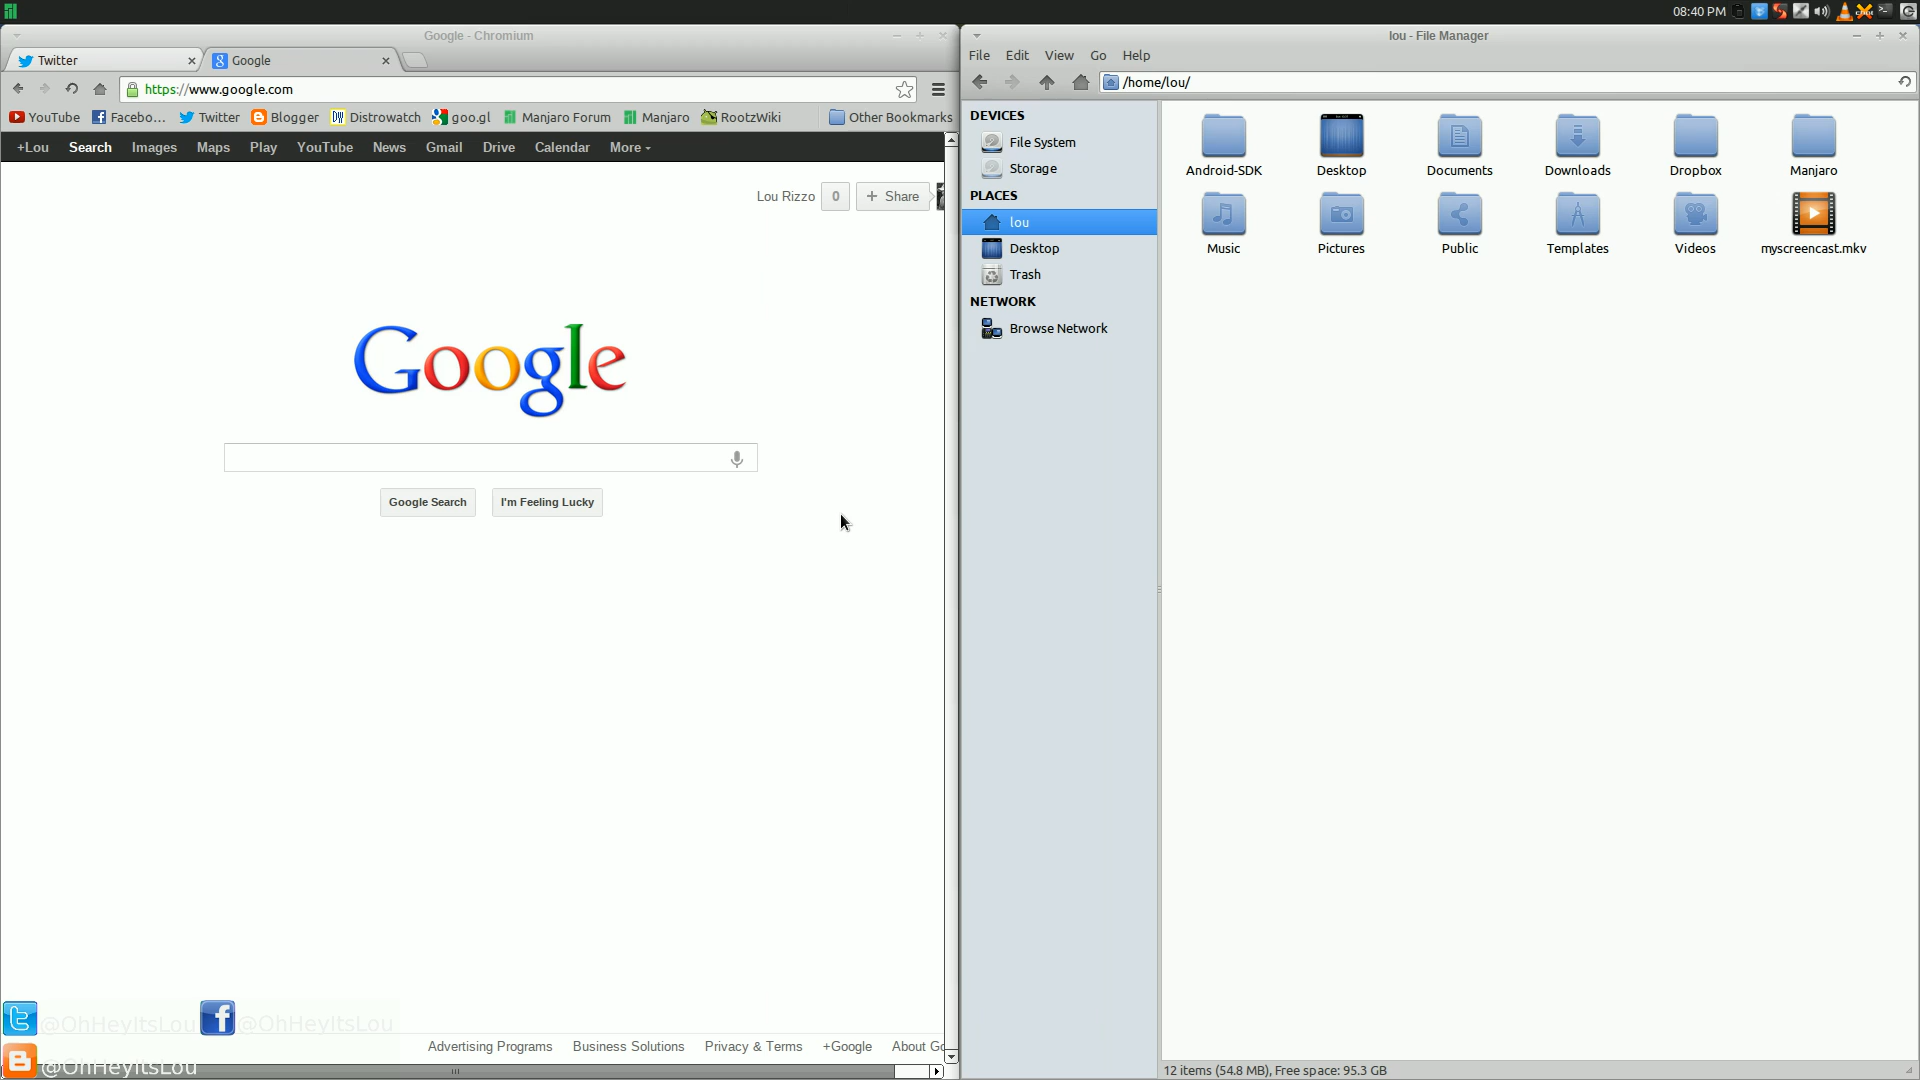 08:40 PM
Google - Chromium
Twitter
Google
https://www.google.com
YouTube Facebo... Twitter Blogger Distrowatch goo.gl Manjaro Forum Manjaro RootzWiki Other Bookmarks
+Lou Search Images Maps Play YouTube News Gmail Drive Calendar More
Lou Rizzo 0 + Share
Google
Google Search I'm Feeling Lucky
@OhHeyItsLou @OhHeyItsLou
@OhHeyItsLou
Advertising Programs Business Solutions Privacy & Terms +Google About Go
lou - File Manager
File Edit View Go Help
/home/lou/
DEVICES
File System
Storage
PLACES
lou
Desktop
Trash
NETWORK
Browse Network
Android-SDK Desktop Documents Downloads Dropbox Manjaro
Music Pictures Public Templates Videos myscreencast.mkv
12 items (54.8 MB), Free space: 95.3 GB